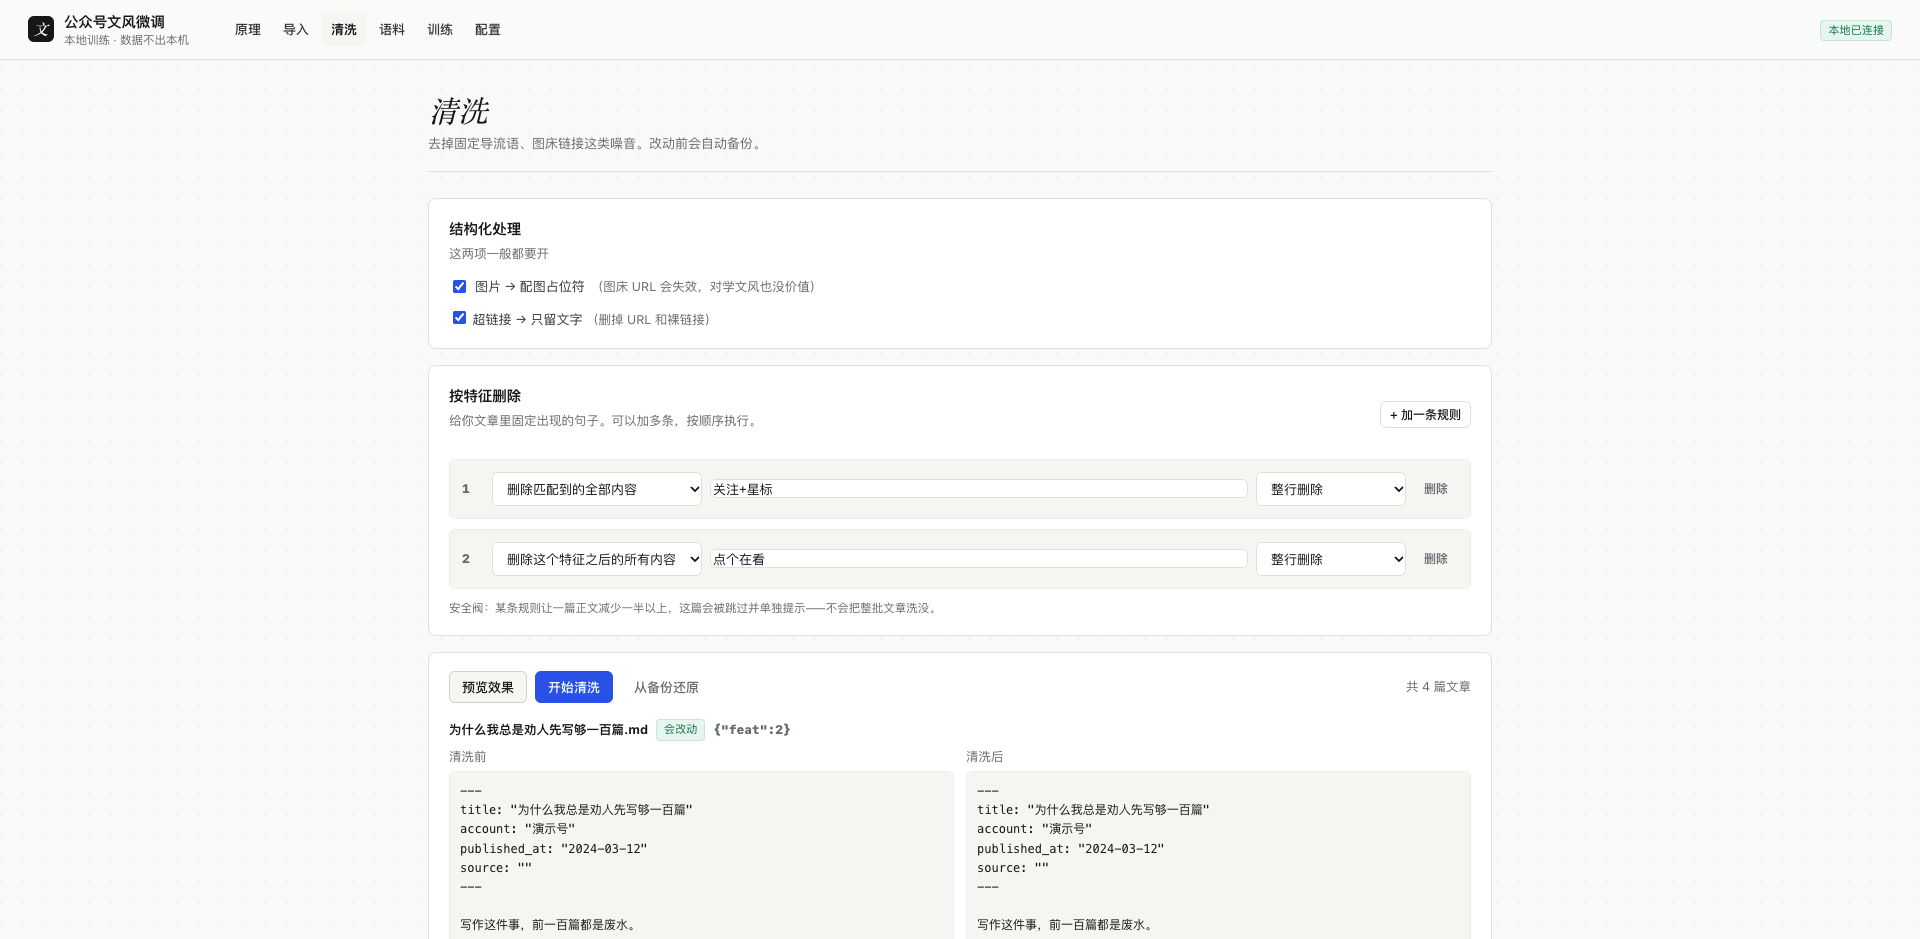 文
公众号文风微调
本地训练 · 数据不出本机
原理 导入 清洗 语料 训练 配置
本地已连接
清洗
去掉固定导流语、图床链接这类噪音。改动前会自动备份。
结构化处理
这两项一般都要开
图片 → 配图占位符 （图床 URL 会失效，对学文风也没价值）
超链接 → 只留文字 （删掉 URL 和裸链接）
按特征删除
给你文章里固定出现的句子。可以加多条，按顺序执行。
+ 加一条规则
1 删除匹配到的全部内容 关注+星标 整行删除 删除
2 删除这个特征之后的所有内容 点个在看 整行删除 删除
安全阀：某条规则让一篇正文减少一半以上，这篇会被跳过并单独提示——不会把整批文章洗没。
预览效果 开始清洗 从备份还原 共 4 篇文章
为什么我总是劝人先写够一百篇.md 会改动 {"feat":2}
清洗前
---
title: "为什么我总是劝人先写够一百篇"
account: "演示号"
published_at: "2024-03-12"
source: ""
---
写作这件事，前一百篇都是废水。
清洗后
---
title: "为什么我总是劝人先写够一百篇"
account: "演示号"
published_at: "2024-03-12"
source: ""
---
写作这件事，前一百篇都是废水。